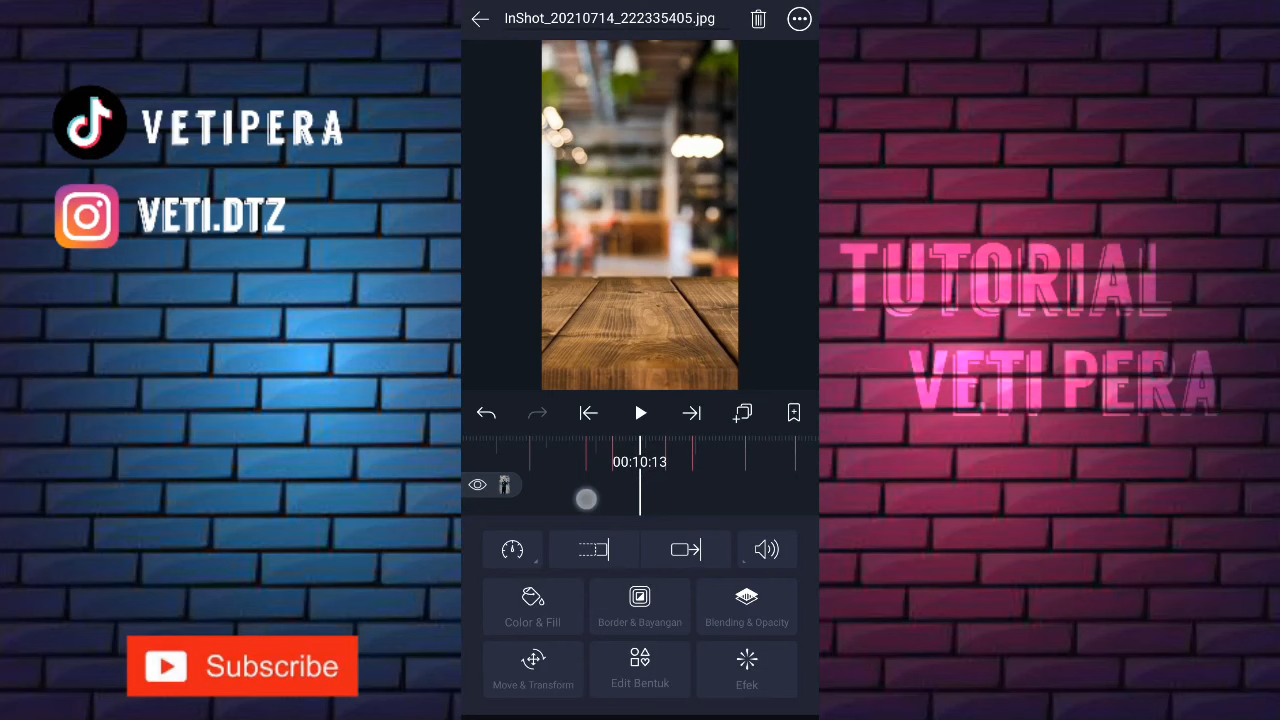 InShot_20210714_222335405.jpg
VETIPERA
VETI.DTZ
TUTORIAL
VETI PERA
00:10:13
Color & Fill
Border & Bayangan
Blending & Opacity
Move & Transform
Edit Bentuk
Efek
Subscribe